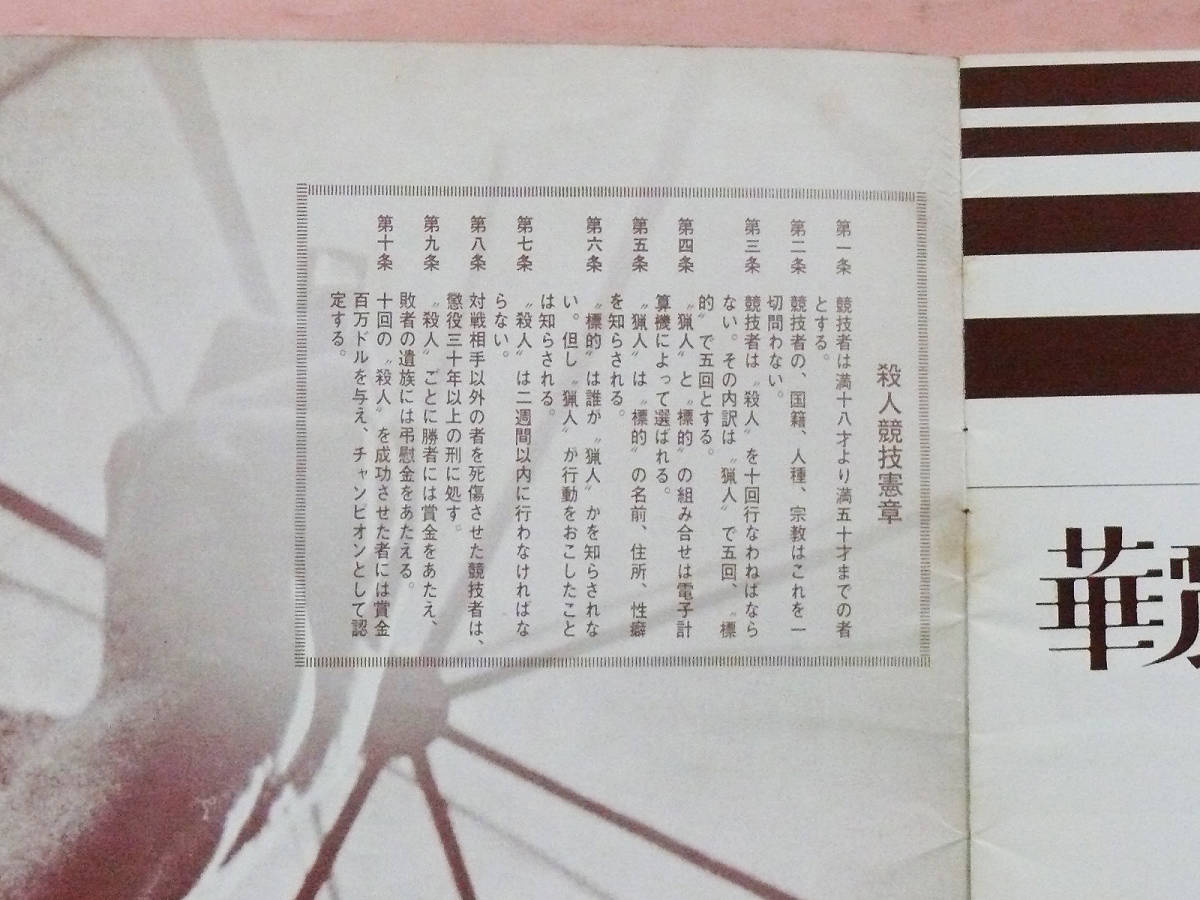 殺人競技憲章
第一条 競技者は満十八才より満五十才までの者
とする。
第二条 競技者の、国籍、人種、宗教はこれを一
切問わない。
第三条 競技者は〝殺人〟を十回行なわねばなら
ない。その内訳は〝猟人〟で五回、〝標
的〟で五回とする。
第四条 〝猟人〟と〝標的〟の組み合せは電子計
算機によって選ばれる。
第五条 〝猟人〟は〝標的〟の名前、住所、性癖
を知らされる。
第六条 〝標的〟は誰が〝猟人〟かを知らされな
い。但し〝猟人〟が行動をおこしたこと
は知らされる。
第七条 〝殺人〟は二週間以内に行わなければな
らない。
第八条 対戦相手以外の者を死傷させた競技者は、
懲役三十年以上の刑に処す。
第九条 〝殺人〟ごとに勝者には賞金をあたえ、
敗者の遺族には弔慰金をあたえる。
第十条 十回の〝殺人〟を成功させた者には賞金
百万ドルを与え、チャンピオンとして認
定する。
華